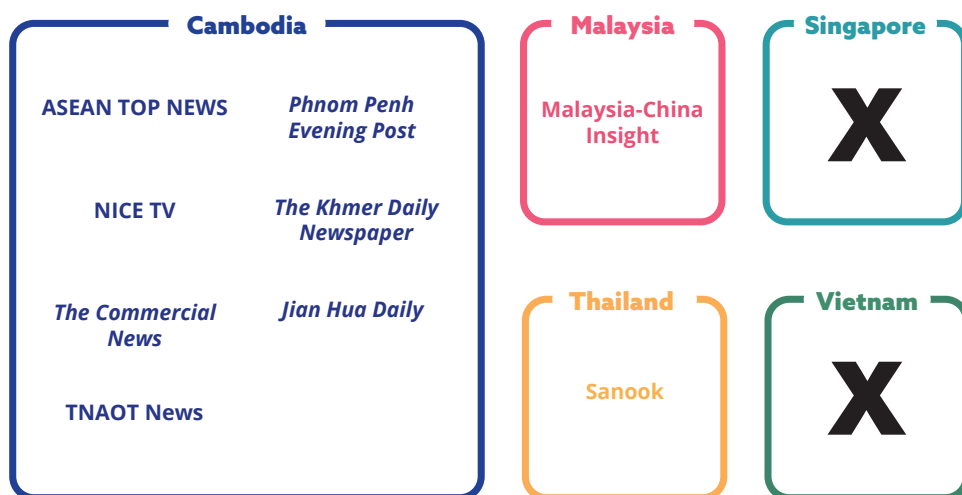 Cambodia
ASEAN TOP NEWS
Phnom Penh
Evening Post
NICE TV
The Khmer Daily
Newspaper
The Commercial
News
Jian Hua Daily
TNAOT News
Malaysia
Malaysia-China
Insight
Singapore
X
Thailand
Sanook
Vietnam
X